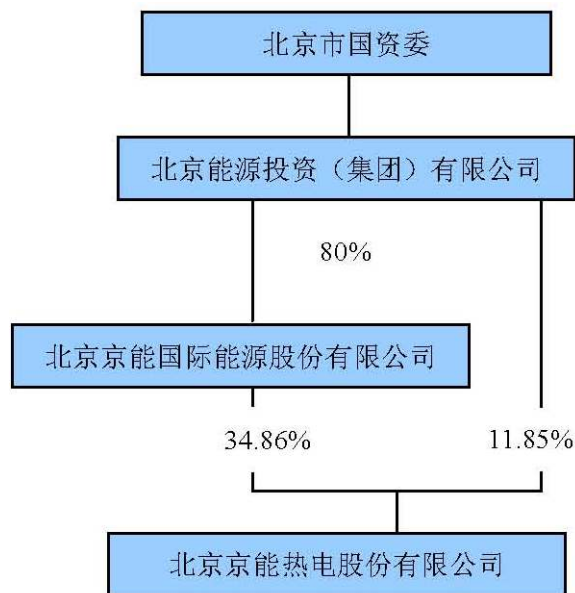 北京市国资委
北京能源投资（集团）有限公司
80%
北京京能国际能源股份有限公司
34.86%
11.85%
北京京能热电股份有限公司